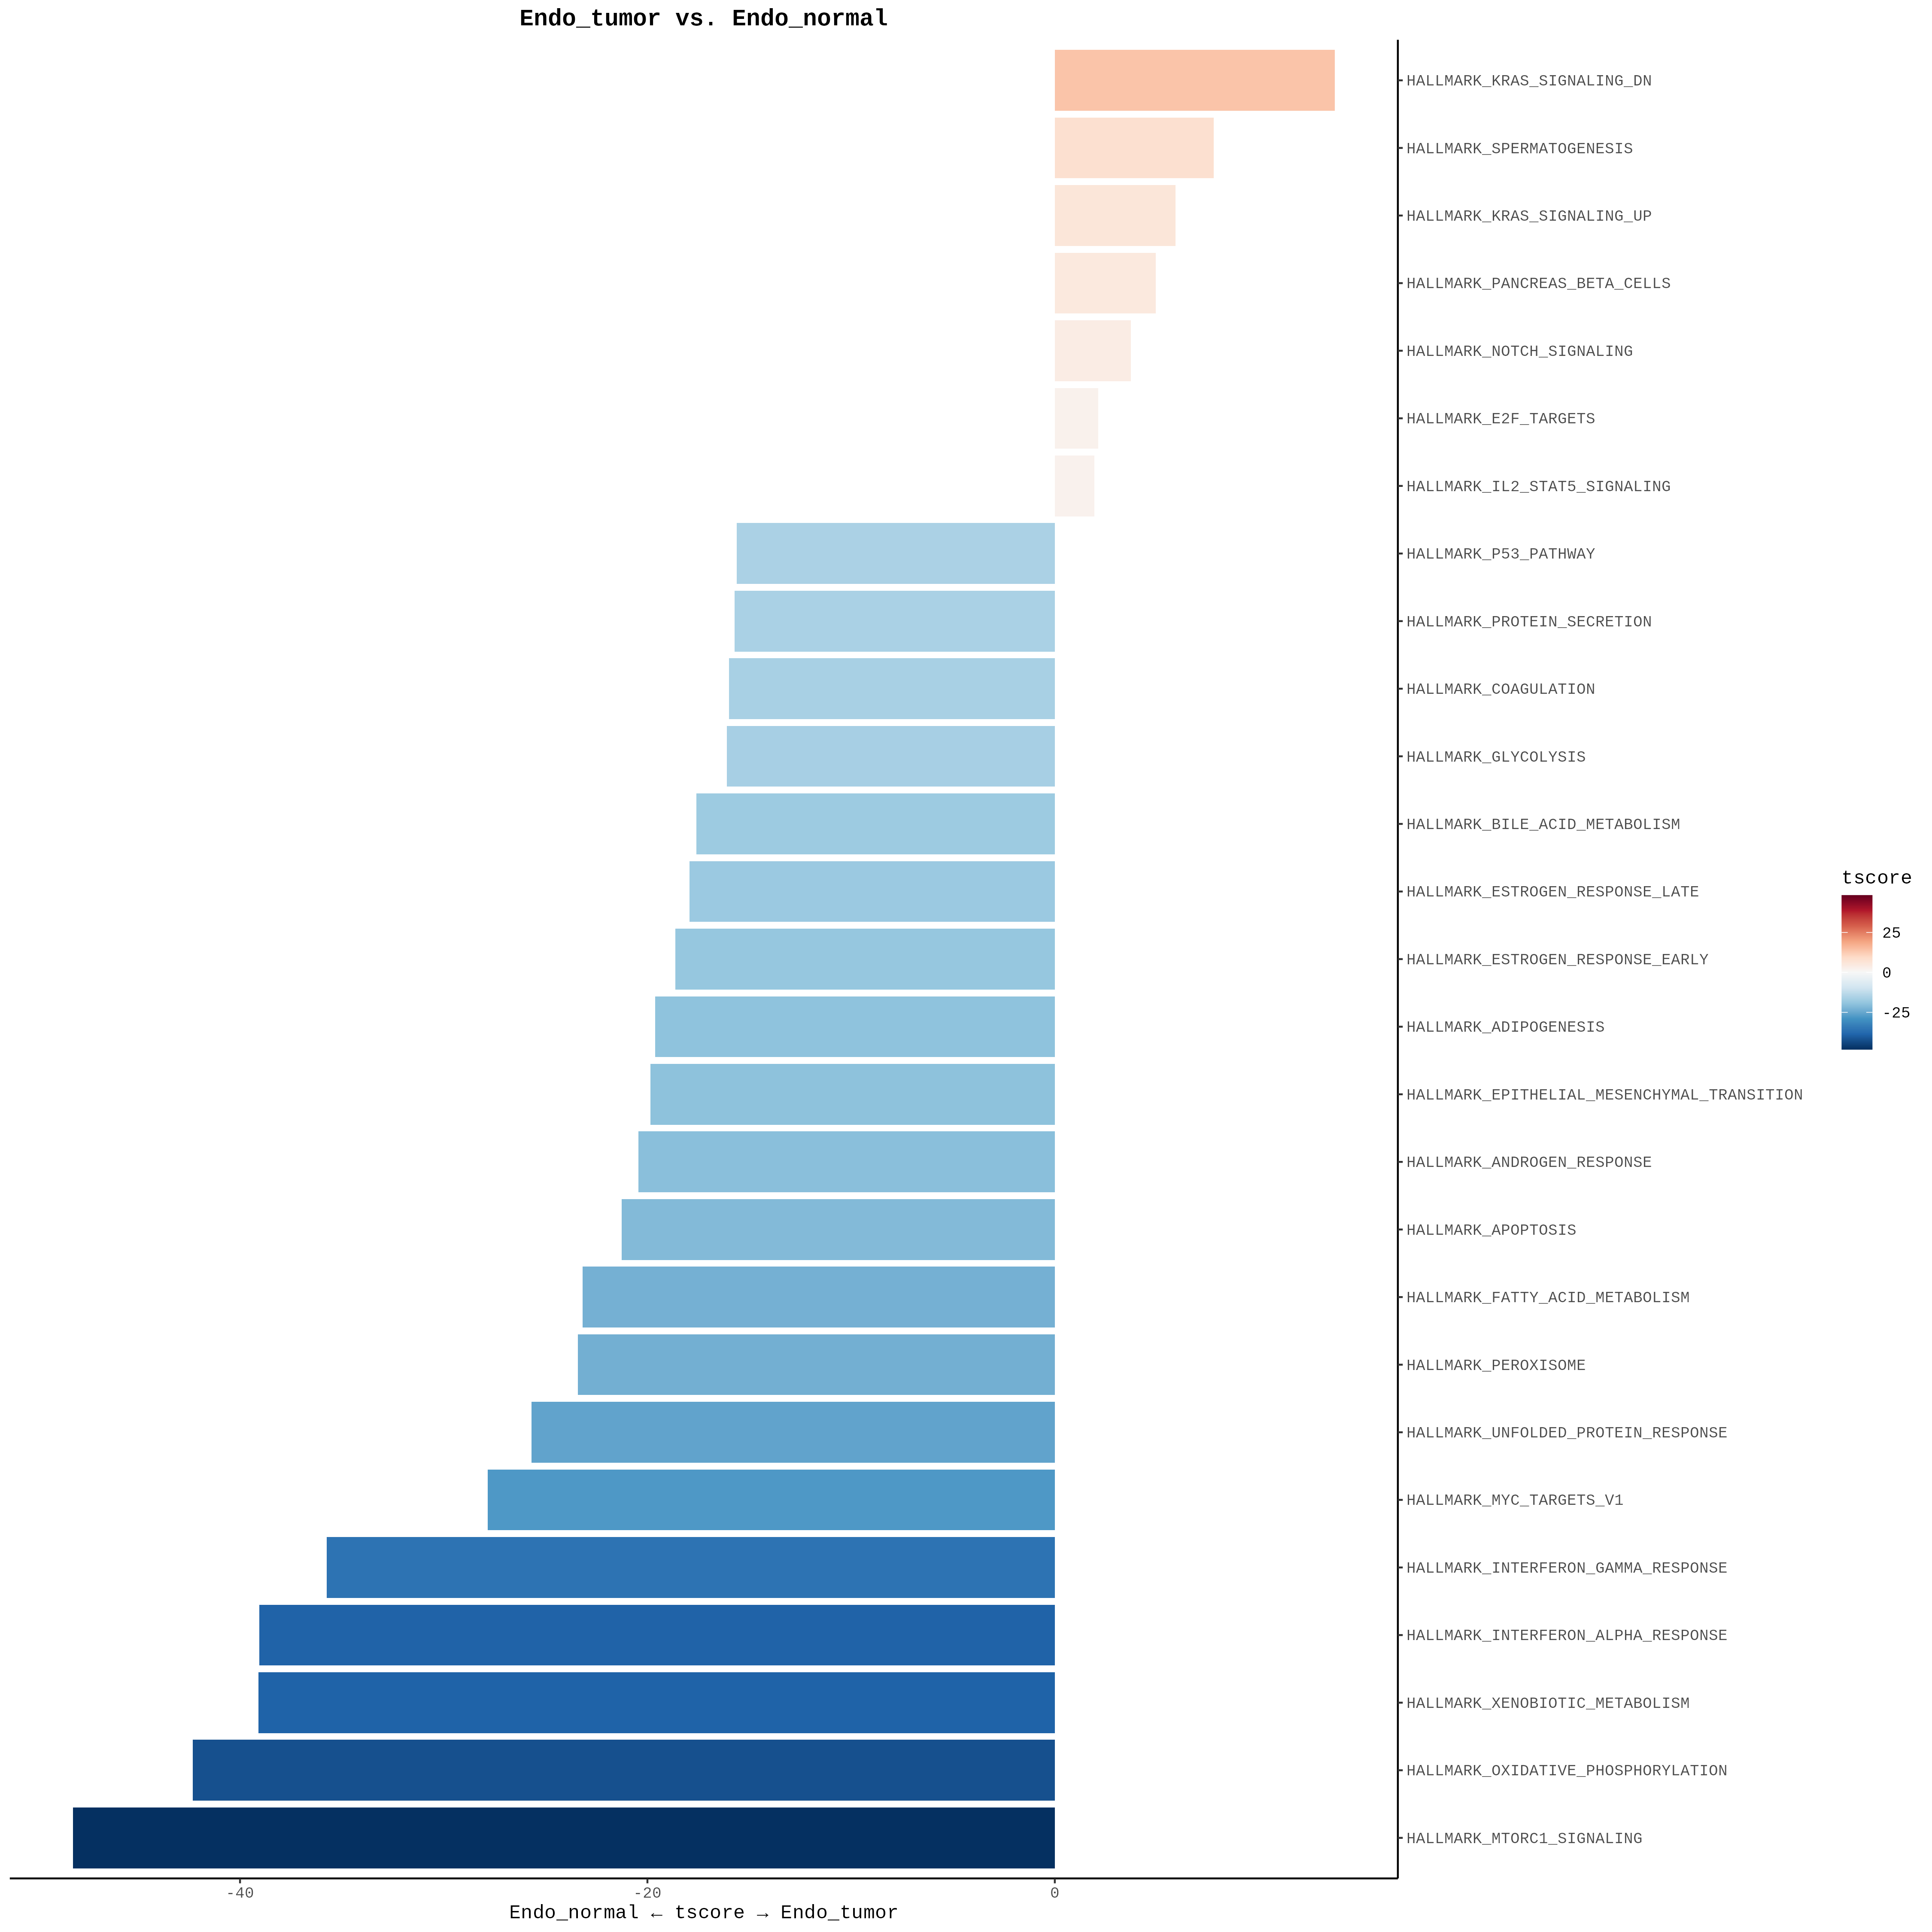 Endo_tumor vs. Endo_normal
HALLMARK_KRAS_SIGNALING_DN
HALLMARK_SPERMATOGENESIS
HALLMARK_KRAS_SIGNALING_UP
HALLMARK_PANCREAS_BETA_CELLS
HALLMARK_NOTCH_SIGNALING
HALLMARK_E2F_TARGETS
HALLMARK_IL2_STAT5_SIGNALING
HALLMARK_P53_PATHWAY
HALLMARK_PROTEIN_SECRETION
HALLMARK_COAGULATION
HALLMARK_GLYCOLYSIS
HALLMARK_BILE_ACID_METABOLISM
HALLMARK_ESTROGEN_RESPONSE_LATE
HALLMARK_ESTROGEN_RESPONSE_EARLY
HALLMARK_ADIPOGENESIS
HALLMARK_EPITHELIAL_MESENCHYMAL_TRANSITION
HALLMARK_ANDROGEN_RESPONSE
HALLMARK_APOPTOSIS
HALLMARK_FATTY_ACID_METABOLISM
HALLMARK_PEROXISOME
HALLMARK_UNFOLDED_PROTEIN_RESPONSE
HALLMARK_MYC_TARGETS_V1
HALLMARK_INTERFERON_GAMMA_RESPONSE
HALLMARK_INTERFERON_ALPHA_RESPONSE
HALLMARK_XENOBIOTIC_METABOLISM
HALLMARK_OXIDATIVE_PHOSPHORYLATION
HALLMARK_MTORC1_SIGNALING
-40 -20 0
Endo_normal ← tscore → Endo_tumor
tscore
25
0
-25